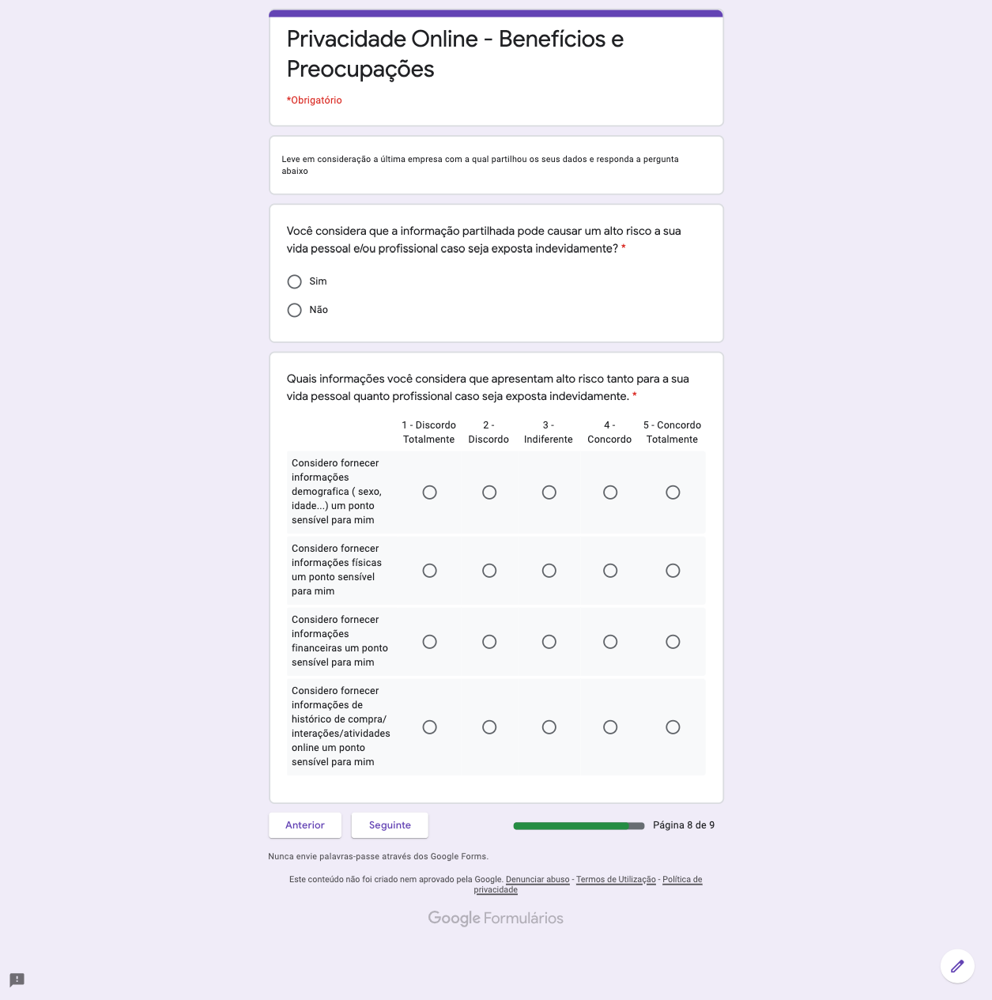 Privacidade Online - Benefícios e
Preocupações
*Obrigatório
Leve em consideração a última empresa com a qual partilhou os seus dados e responda a pergunta
abaixo
Você considera que a informação partilhada pode causar um alto risco a sua
vida pessoal e/ou profissional caso seja exposta indevidamente? *
Sim
Não
Quais informações você considera que apresentam alto risco tanto para a sua
vida pessoal quanto profissional caso seja exposta indevidamente. *
1 - Discordo Totalmente
2 - Discordo
3 - Indiferente
4 - Concordo
5 - Concordo Totalmente
Considero fornecer
informações
demografica ( sexo,
idade...) um ponto
sensível para mim
Considero fornecer
informações físicas
um ponto sensível
para mim
Considero fornecer
informações
financeiras um ponto
sensível para mim
Considero fornecer
informações de
histórico de compra/
interações/atividades
online um ponto
sensível para mim
Anterior
Seguinte
Página 8 de 9
Nunca envie palavras-passe através dos Google Forms.
Este conteúdo não foi criado nem aprovado pela Google. Denunciar abuso - Termos de Utilização - Política de
privacidade
Google Formulários